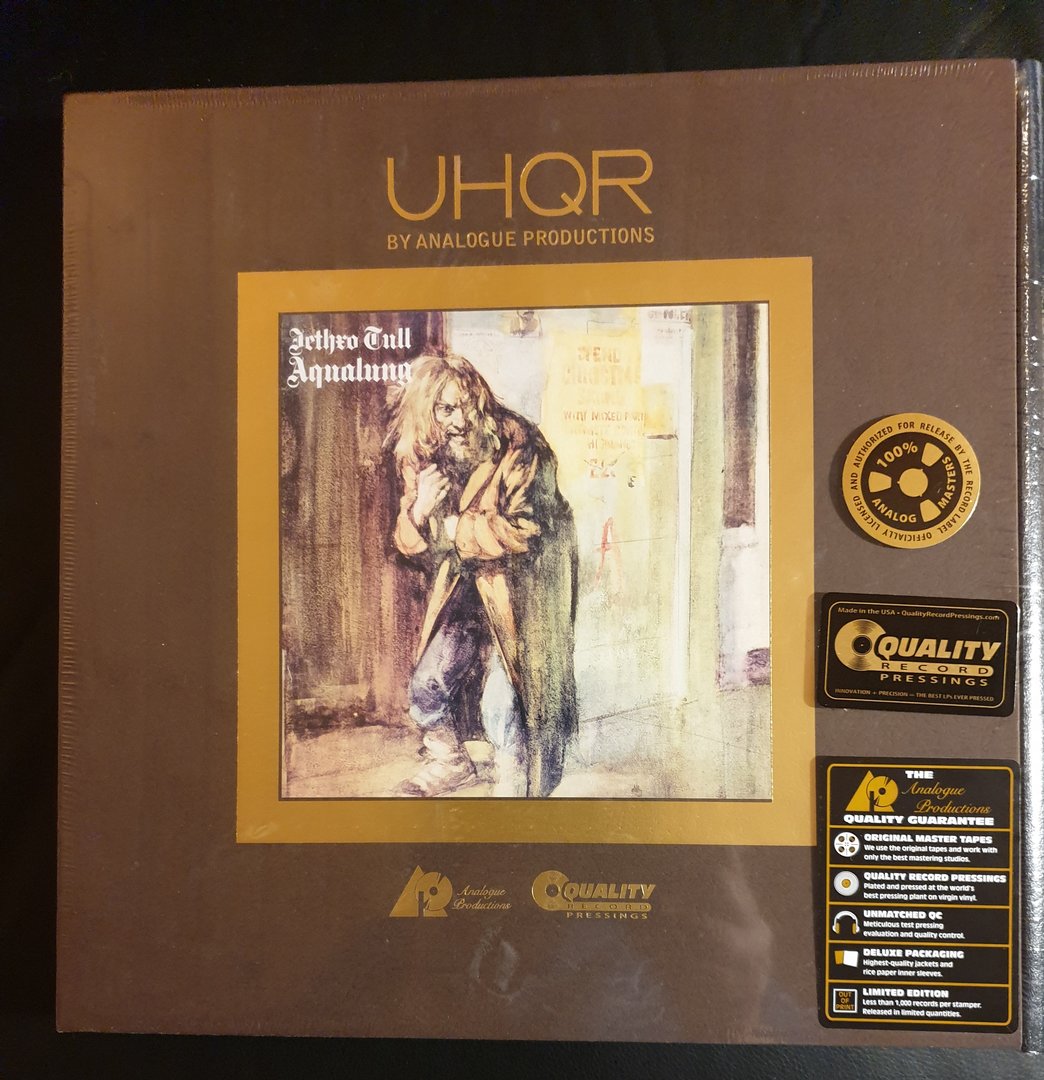 UHQR
BY ANALOGUE PRODUCTIONS
Jethro Tull
Aqualung
WITH MIXED
OFFICIALLY LICENSED AND AUTHORIZED FOR RELEASE BY THE RECORD LABEL
100%
ANALOG
MASTERS
Made in the USA • QualityRecordPressings.com
QUALITY
RECORD
PRESSINGS
INNOVATION + PRECISION = THE BEST LPs EVER PRESSED
THE
Analogue
Productions
QUALITY GUARANTEE
ORIGINAL MASTER TAPES
We use the original tapes and work with
only the best mastering studios.
QUALITY RECORD PRESSINGS
Plated and pressed at the world's
best pressing plant on virgin vinyl.
UNMATCHED QC
Meticulous test pressing
evaluation and quality control.
DELUXE PACKAGING
Highest-quality jackets and
rice paper inner sleeves.
OUT
OF
PRINT
LIMITED EDITION
Less than 1,000 records per stamper.
Released in limited quantities.
Analogue
Productions
QUALITY
RECORD
PRESSINGS